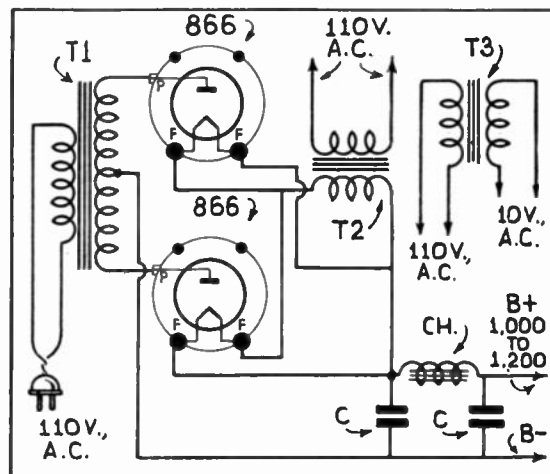 866
110V.
A.C.
T1
T3
P
F F
866
T2
P
F F
110V.,
A.C.
10V.,
A.C.
B+
1,000
TO
1,200
CH.
C
C
B-
110V.,
A.C.